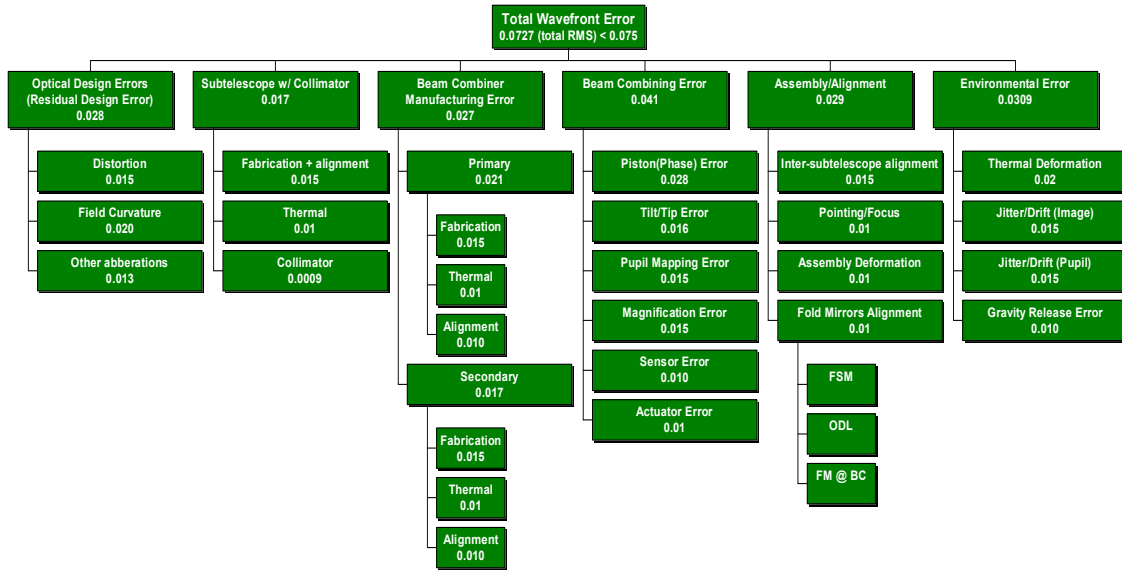 Total Wavefront Error
0.0727 (total RMS) < 0.075
Optical Design Errors
(Residual Design Error)
0.028
Distortion
0.015
Field Curvature
0.020
Other abberations
0.013
Subtelescope w/ Collimator
0.017
Fabrication + alignment
0.015
Thermal
0.01
Collimator
0.0009
Beam Combiner
Manufacturing Error
0.027
Primary
0.021
Fabrication
0.015
Thermal
0.01
Alignment
0.010
Secondary
0.017
Fabrication
0.015
Thermal
0.01
Alignment
0.010
Beam Combining Error
0.041
Piston(Phase) Error
0.028
Tilt/Tip Error
0.016
Pupil Mapping Error
0.015
Magnification Error
0.015
Sensor Error
0.010
Actuator Error
0.01
Assembly/Alignment
0.029
Inter-subtelescope alignment
0.015
Pointing/Focus
0.01
Assembly Deformation
0.01
Fold Mirrors Alignment
0.01
FSM
ODL
FM @ BC
Environmental Error
0.0309
Thermal Deformation
0.02
Jitter/Drift (Image)
0.015
Jitter/Drift (Pupil)
0.015
Gravity Release Error
0.010